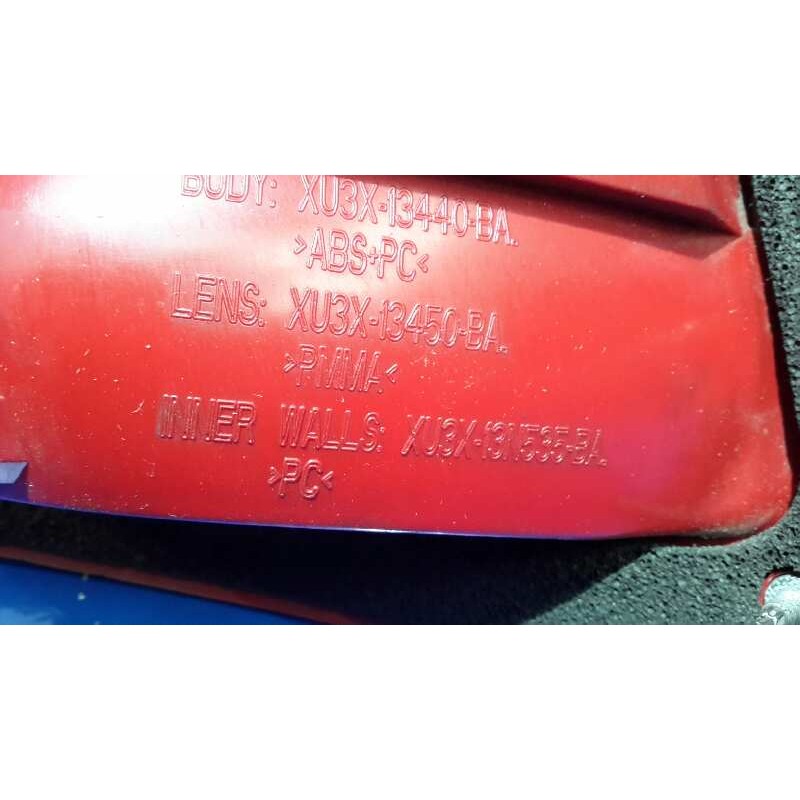 BODY: XU3X-13440-BA.
>ABS+PC<
LENS: XU3X-13450-BA.
>PMMA<
INNER WALLS: XU3X-13N535-BA.
>PC<